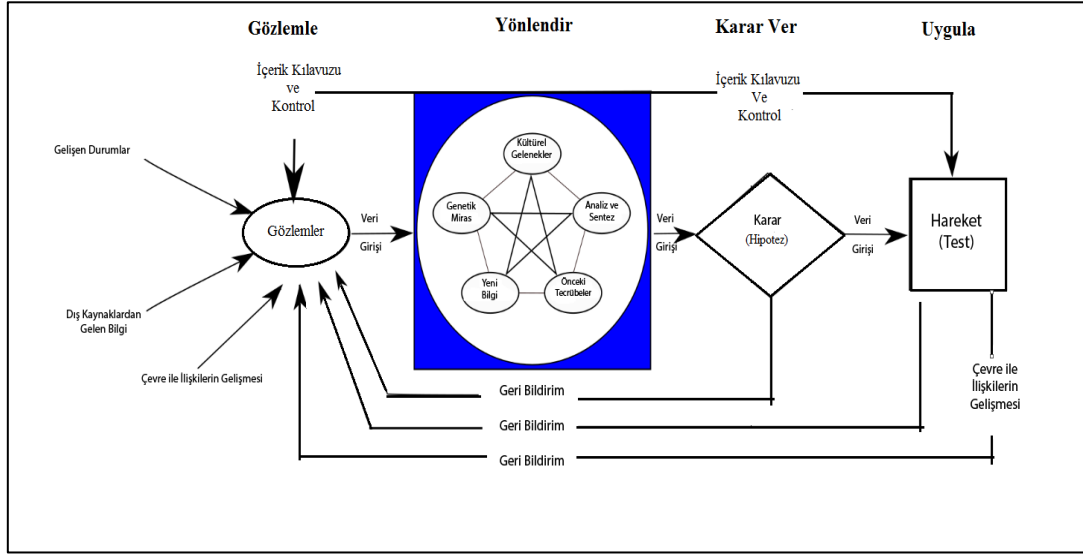 Gözlemle
Yönlendir
Karar Ver
Uygula
İçerik Kılavuzu
ve
Kontrol
İçerik Kılavuzu
Ve
Kontrol
Gelişen Durumlar
Dış Kaynaklardan
Gelen Bilgi
Çevre ile İlişkilerin Gelişmesi
Gözlemler
Veri
Girişi
Kültürel
Gelenekler
Genetik
Miras
Analiz ve
Sentez
Yeni
Bilgi
Önceki
Tecrübeler
Veri
Girişi
Karar
(Hipotez)
Veri
Girişi
Hareket
(Test)
Çevre ile
İlişkilerin
Gelişmesi
Geri Bildirim
Geri Bildirim
Geri Bildirim